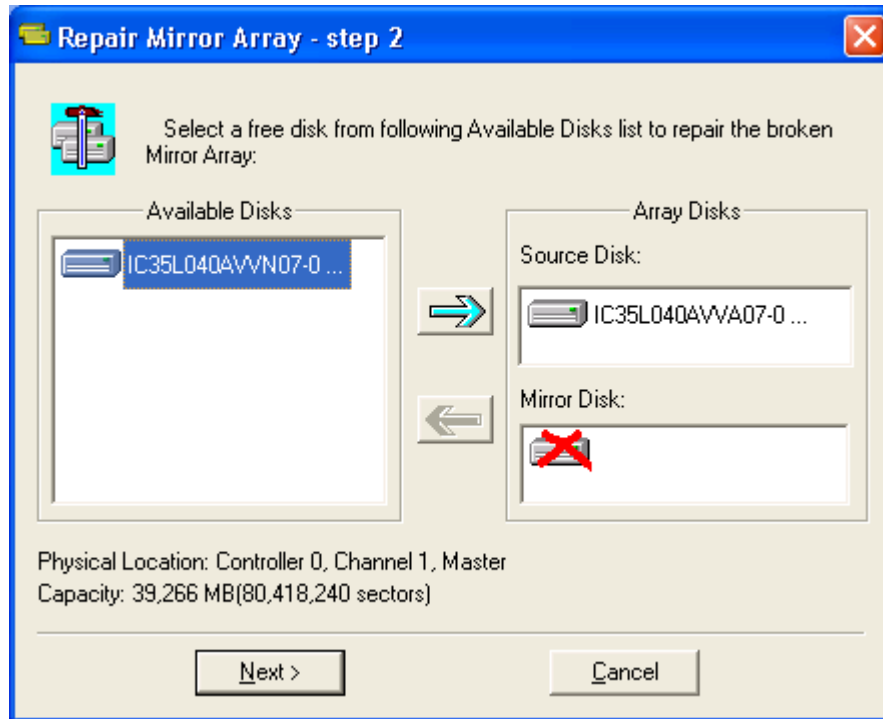 Repair Mirror Array - step 2
Select a free disk from following Available Disks list to repair the broken
Mirror Array:
Available Disks
IC35L040AVVN07-0 ...
Array Disks
Source Disk:
IC35L040AVVA07-0 ...
Mirror Disk:
Physical Location: Controller 0, Channel 1, Master
Capacity: 39,266 MB(80,418,240 sectors)
Next >
Cancel